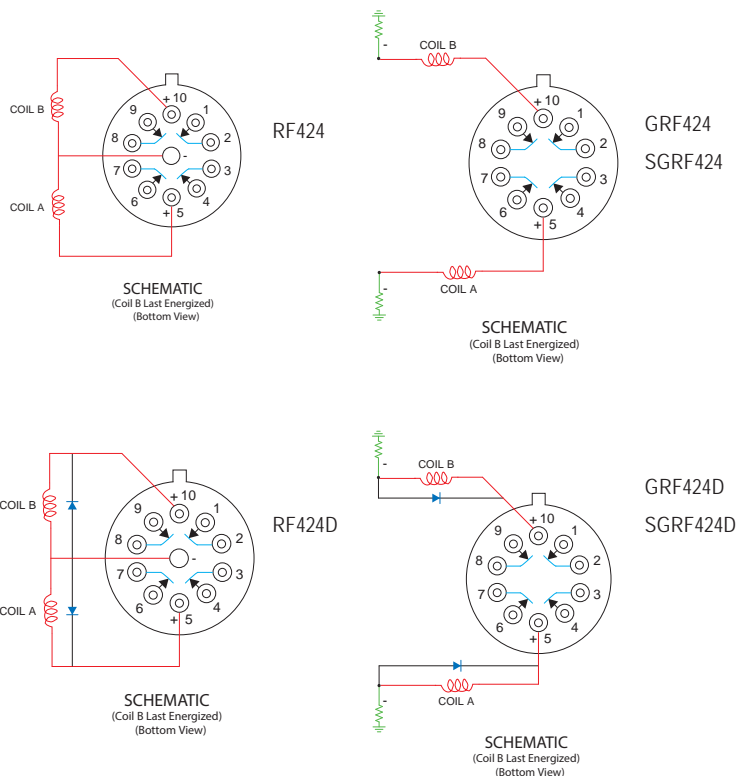 COIL B
COIL A
+ 10
9
1
8
2
-
7
3
6
4
+ 5
RF424
SCHEMATIC
(Coil B Last Energized)
(Bottom View)
-
COIL B
+ 10
9
1
8
2
7
3
6
4
+ 5
-
COIL A
GRF424
SGRF424
SCHEMATIC
(Coil B Last Energized)
(Bottom View)
COIL B
COIL A
+ 10
9
1
8
2
-
7
3
6
4
+ 5
RF424D
SCHEMATIC
(Coil B Last Energized)
(Bottom View)
-
COIL B
+ 10
9
1
8
2
7
3
6
4
+ 5
-
COIL A
GRF424D
SGRF424D
SCHEMATIC
(Coil B Last Energized)
(Bottom View)